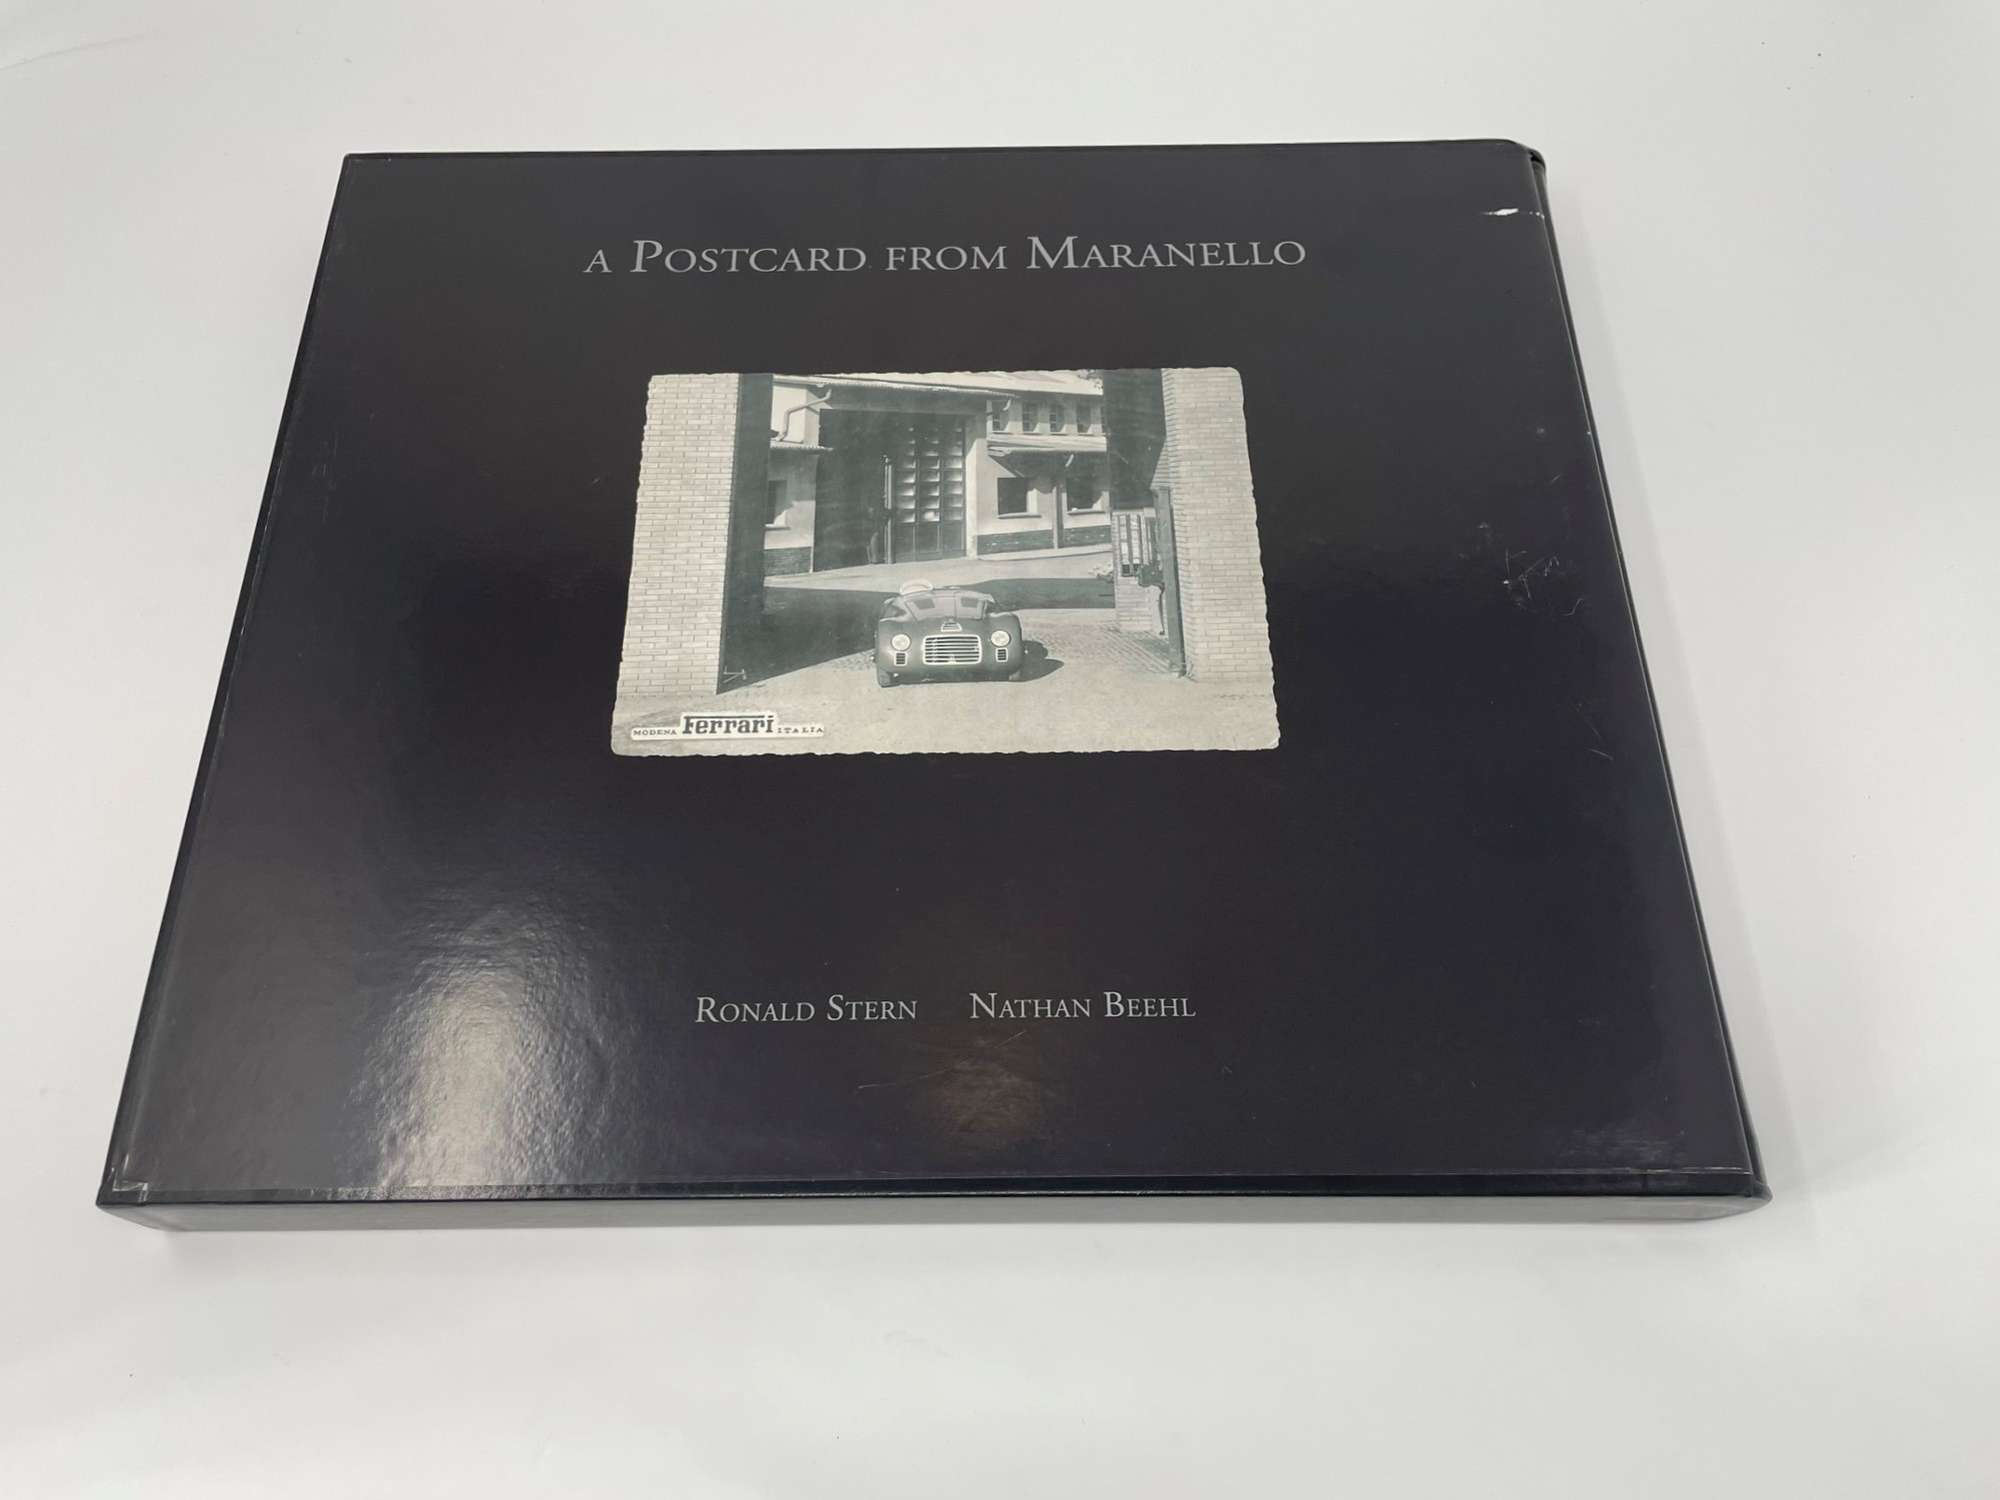 A POSTCARD FROM MARANELLO
MODENA Ferrari ITALIA
RONALD STERN NATHAN BEEHL